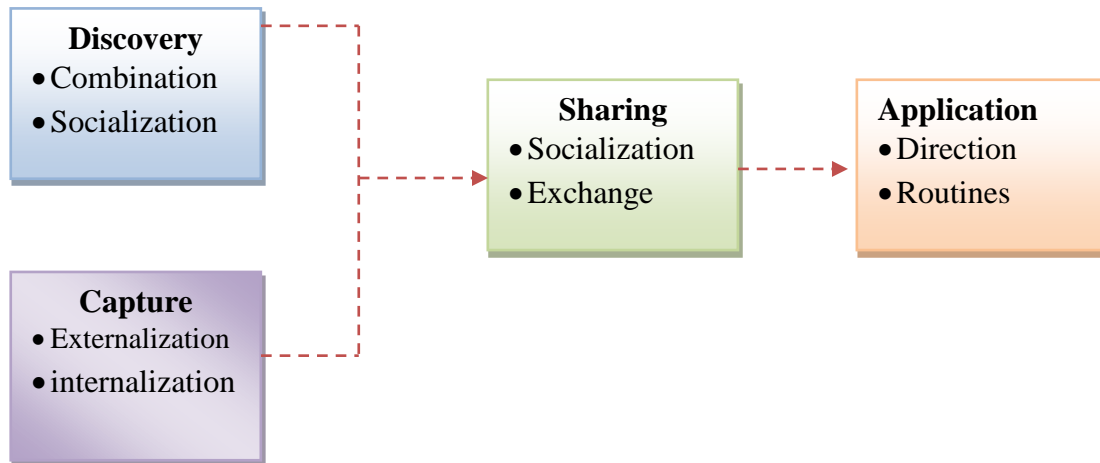 Discovery
• Combination
• Socialization
Capture
• Externalization
• internalization
Sharing
• Socialization
• Exchange
Application
• Direction
• Routines